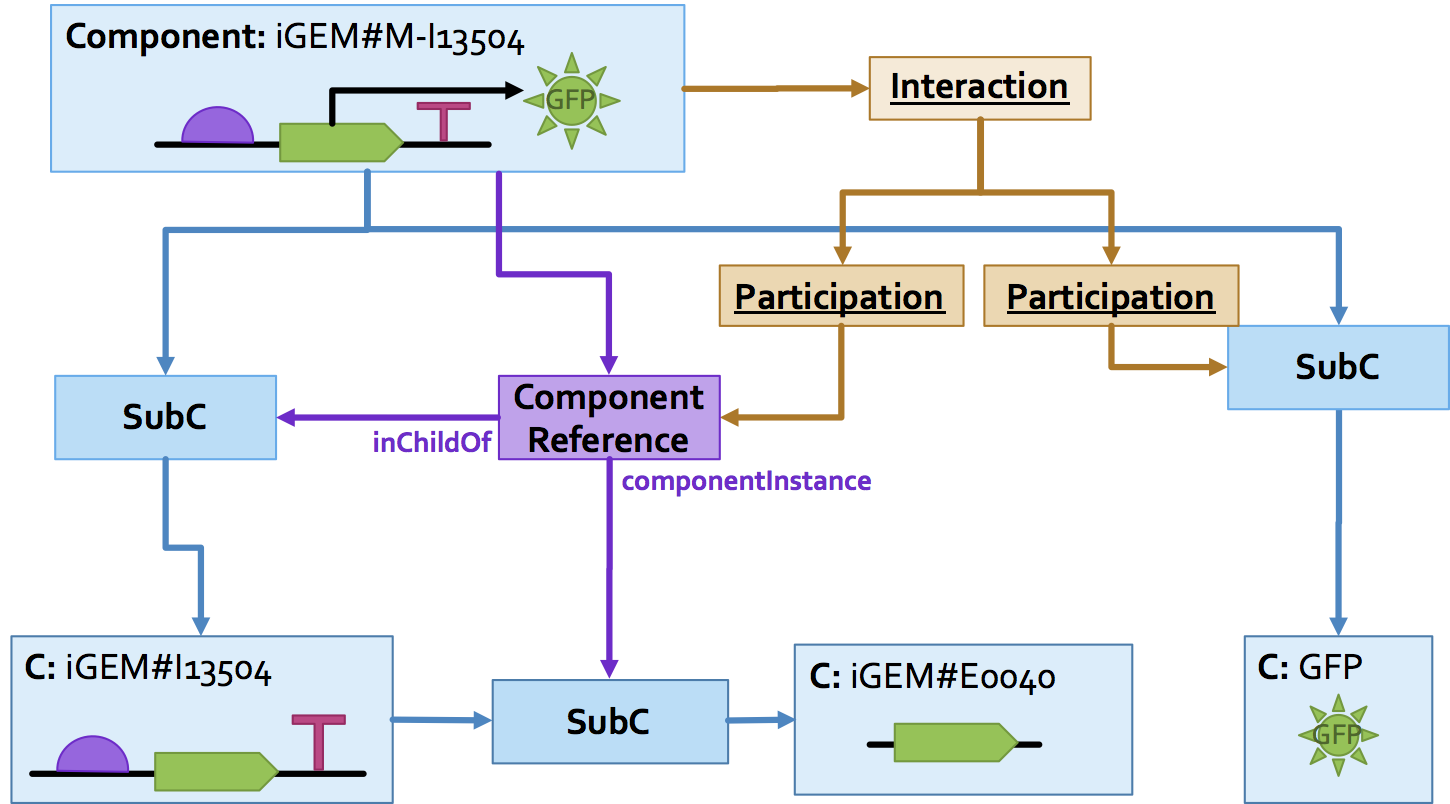 Component: iGEM#M-I13504
GFP
Interaction
Participation
Participation
SubC
SubC
Component
Reference
inChildOf
componentInstance
C: iGEM#I13504
SubC
C: iGEM#E0040
C: GFP
GFP